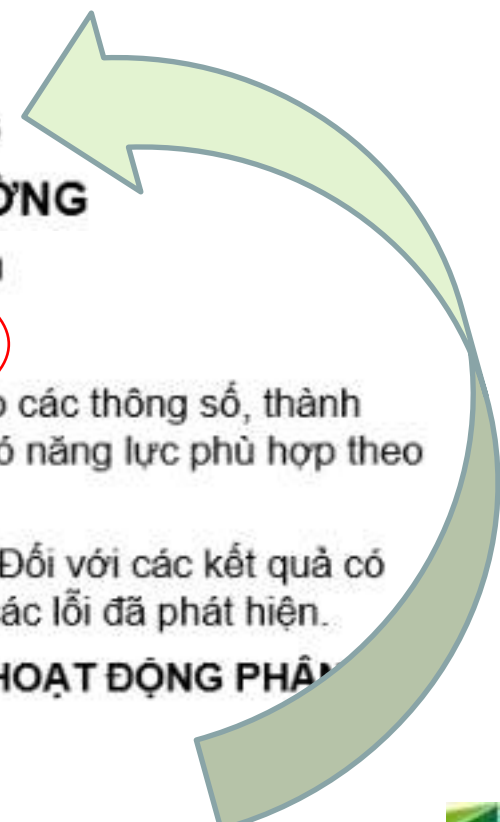 ỜNG
các thông số, thành
năng lực phù hợp theo
Đối với các kết quả có
ác lỗi đã phát hiện.
HOẠT ĐỘNG PHÂN